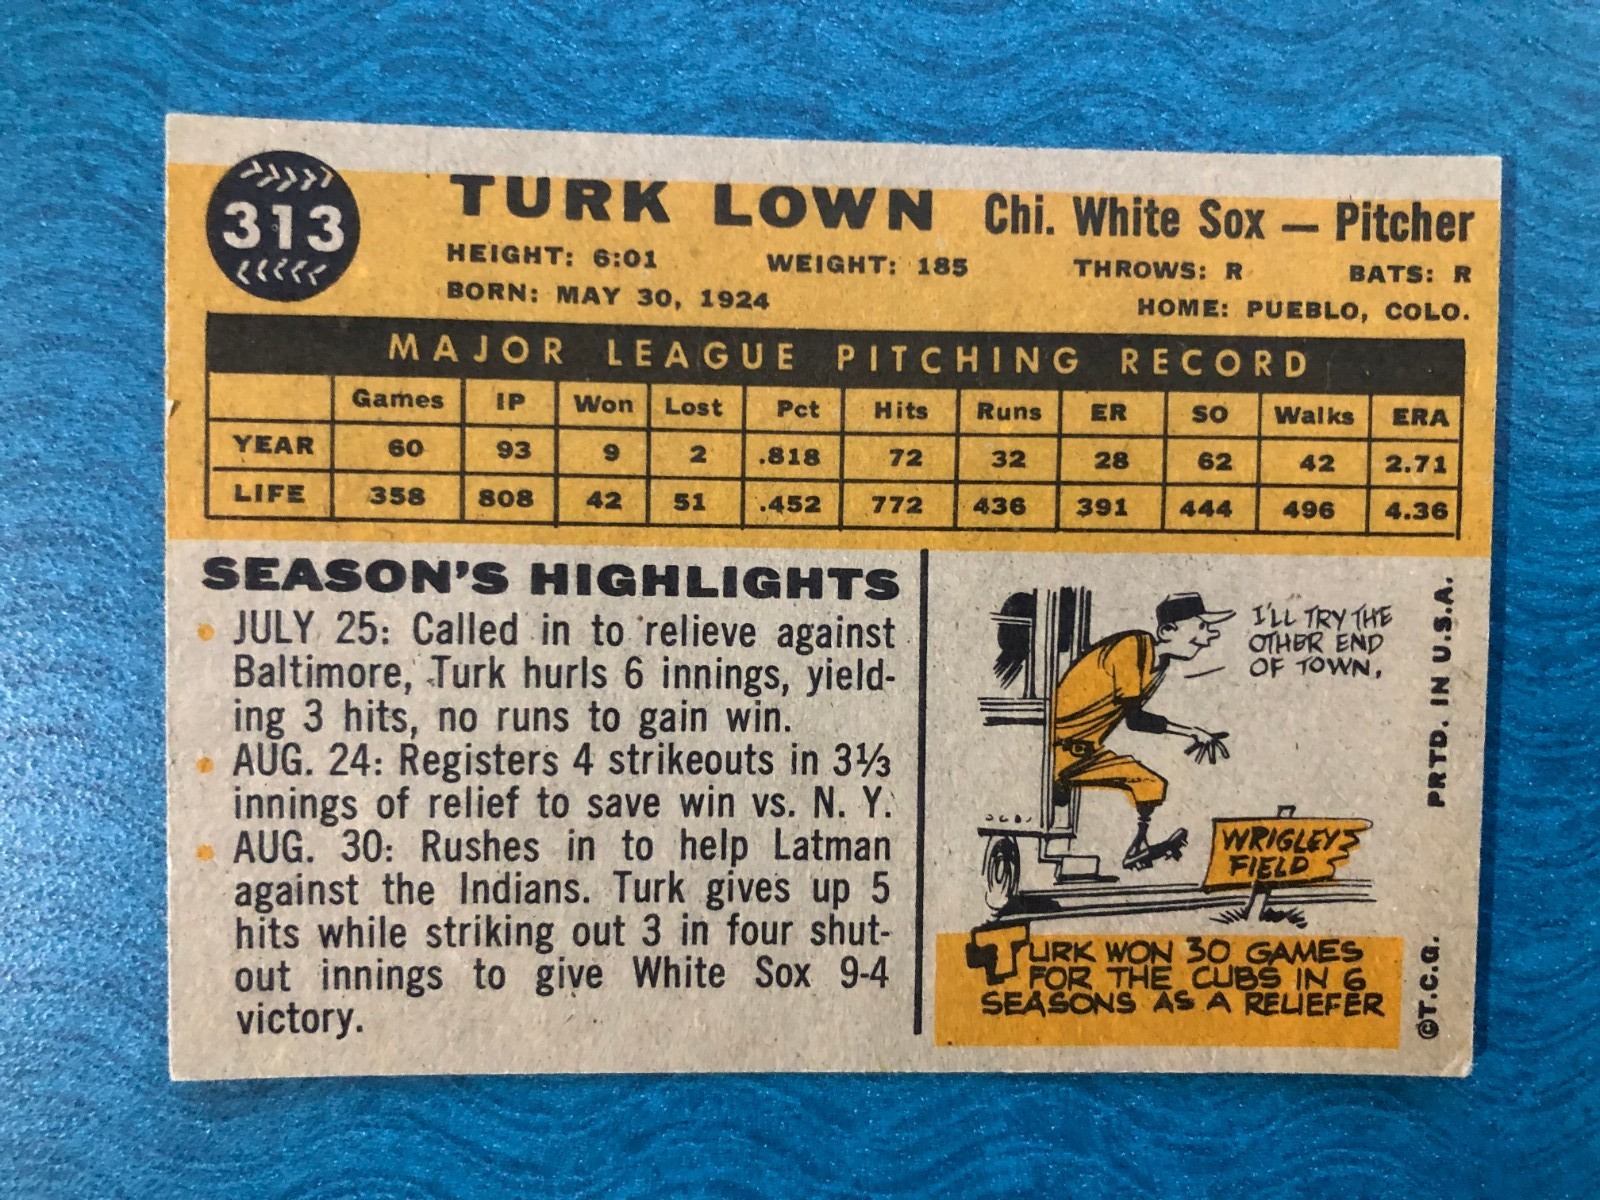 313
TURK LOWN Chi. White Sox — Pitcher
HEIGHT: 6:01 WEIGHT: 185 THROWS: R BATS: R
BORN: MAY 30, 1924 HOME: PUEBLO, COLO.
MAJOR LEAGUE PITCHING RECORD
Games IP Won Lost Pct Hits Runs ER SO Walks ERA
YEAR 60 93 9 2 .818 72 32 28 62 42 2.71
LIFE 358 808 42 51 .452 772 436 391 444 496 4.36
SEASON'S HIGHLIGHTS
• JULY 25: Called in to relieve against
Baltimore, Turk hurls 6 innings, yield-
ing 3 hits, no runs to gain win.
• AUG. 24: Registers 4 strikeouts in 3⅓
innings of relief to save win vs. N. Y.
• AUG. 30: Rushes in to help Latman
against the Indians. Turk gives up 5
hits while striking out 3 in four shut-
out innings to give White Sox 9-4
victory.
I'LL TRY THE
OTHER END
OF TOWN.
WRIGLEY
FIELD
TURK WON 30 GAMES
FOR THE CUBS IN 6
SEASONS AS A RELIEFER
©T.C.G. PRTD. IN U.S.A.